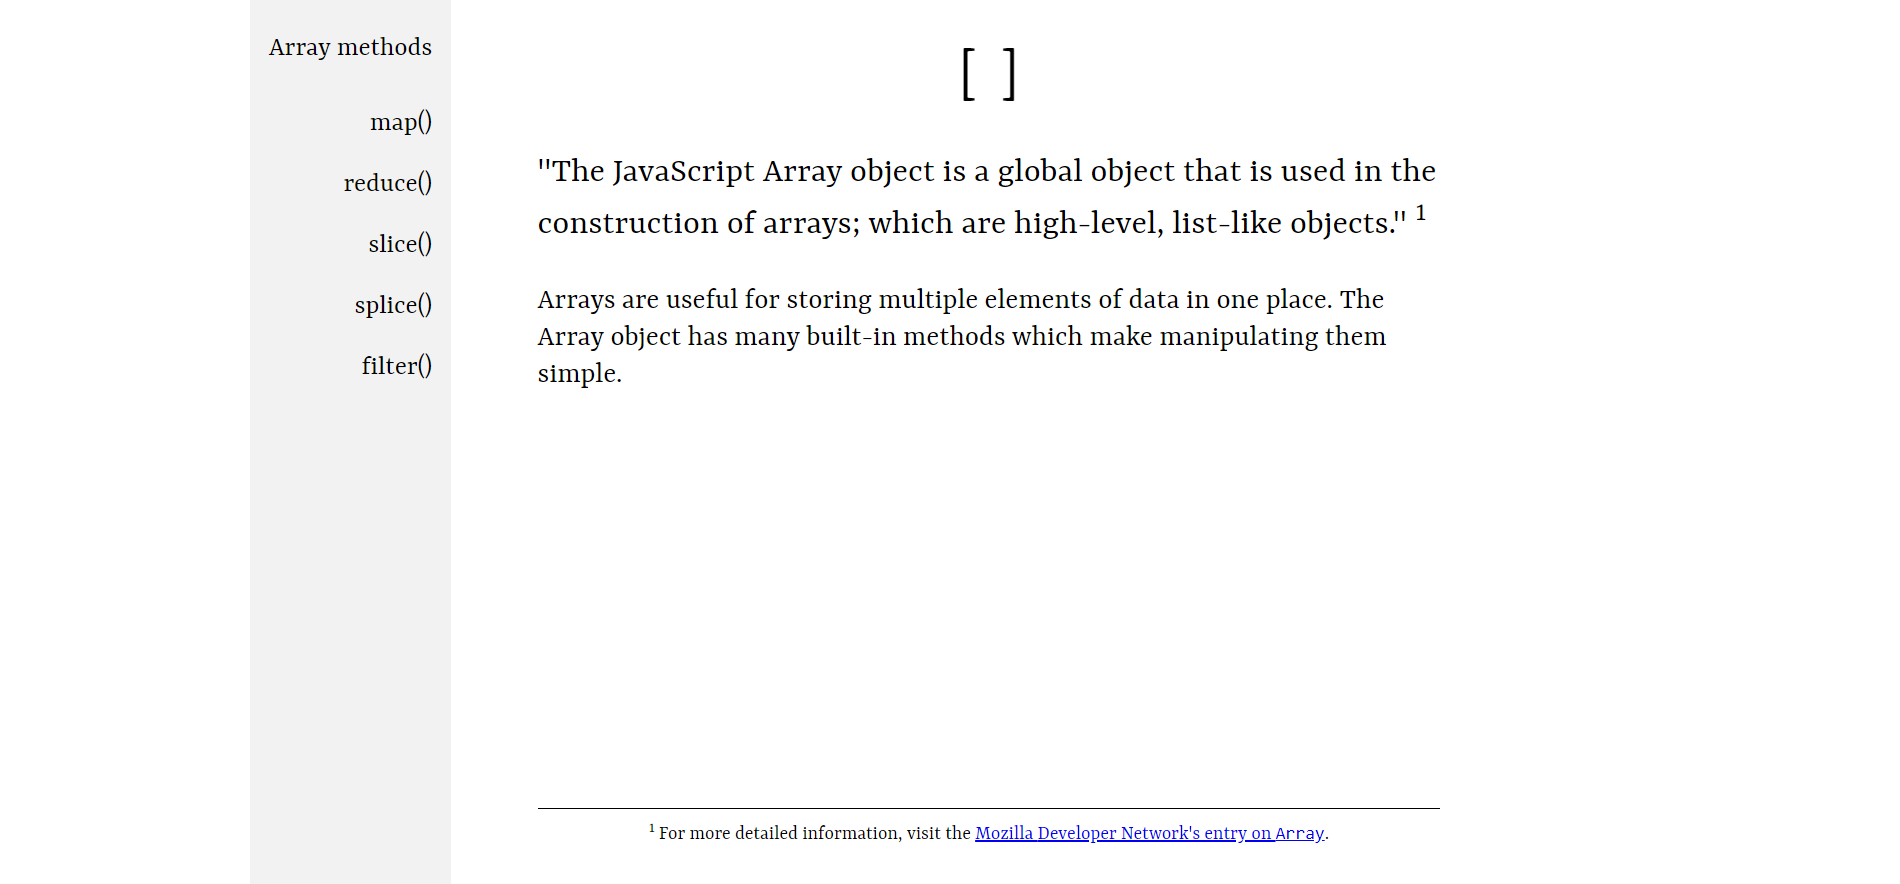 Array methods
map()
reduce()
slice()
splice()
filter()
[ ]
"The JavaScript Array object is a global object that is used in the
construction of arrays; which are high-level, list-like objects." 1
Arrays are useful for storing multiple elements of data in one place. The
Array object has many built-in methods which make manipulating them
simple.
1 For more detailed information, visit the Mozilla Developer Network's entry on Array.